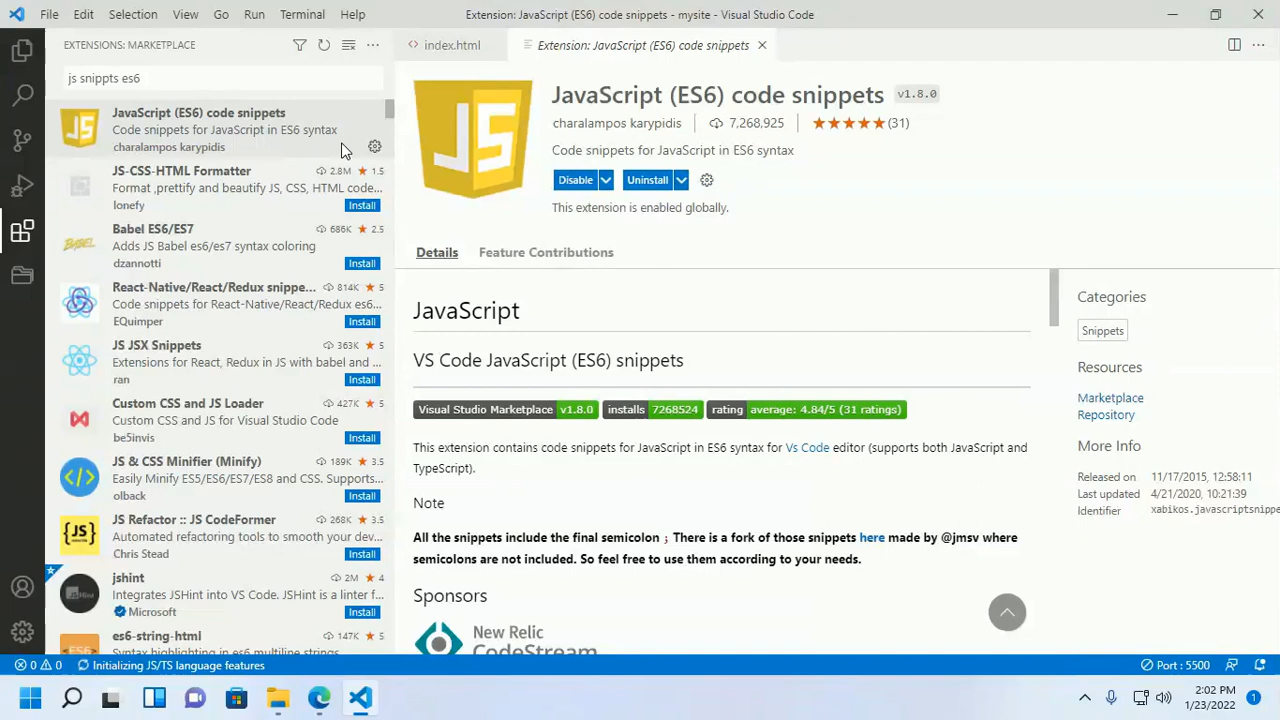 File Edit Selection View Go Run Terminal Help
Extension: JavaScript (ES6) code snippets - mysite - Visual Studio Code
EXTENSIONS: MARKETPLACE
js snippts es6
JavaScript (ES6) code snippets
Code snippets for JavaScript in ES6 syntax
charalampos karypidis
JS-CSS-HTML Formatter 2.8M 1.5
Format ,prettify and beautify JS, CSS, HTML code...
lonefy Install
Babel ES6/ES7 686K 2.5
Adds JS Babel es6/es7 syntax coloring
dzannotti Install
React-Native/React/Redux snippe... 814K 5
Code snippets for React-Native/React/Redux es6...
EQuimper Install
JS JSX Snippets 363K 5
Extensions for React, Redux in JS with babel and ...
ran Install
Custom CSS and JS Loader 427K 5
Custom CSS and JS for Visual Studio Code
be5invis Install
JS & CSS Minifier (Minify) 189K 3.5
Easily Minify ES5/ES6/ES7/ES8 and CSS. Supports...
olback Install
JS Refactor :: JS CodeFormer 268K 3.5
Automated refactoring tools to smooth your dev...
Chris Stead Install
jshint 2M 4
Integrates JSHint into VS Code. JSHint is a linter f...
Microsoft Install
es6-string-html 147K 5
Syntax highlighting in es6 multiline strings
index.html
Extension: JavaScript (ES6) code snippets
JS
JavaScript (ES6) code snippets v1.8.0
charalampos karypidis 7,268,925 (31)
Code snippets for JavaScript in ES6 syntax
Disable Uninstall
This extension is enabled globally.
Details Feature Contributions
JavaScript
VS Code JavaScript (ES6) snippets
Visual Studio Marketplace v1.8.0 installs 7268524 rating average: 4.84/5 (31 ratings)
This extension contains code snippets for JavaScript in ES6 syntax for Vs Code editor (supports both JavaScript and
TypeScript).
Note
All the snippets include the final semicolon ; There is a fork of those snippets here made by @jmsv where
semicolons are not included. So feel free to use them according to your needs.
Sponsors
New Relic
CodeStream
Categories
Snippets
Resources
Marketplace
Repository
More Info
Released on 11/17/2015, 12:58:11
Last updated 4/21/2020, 10:21:39
Identifier xabikos.javascriptsnippe
0 0 Initializing JS/TS language features
Port : 5500
2:02 PM
1/23/2022
1